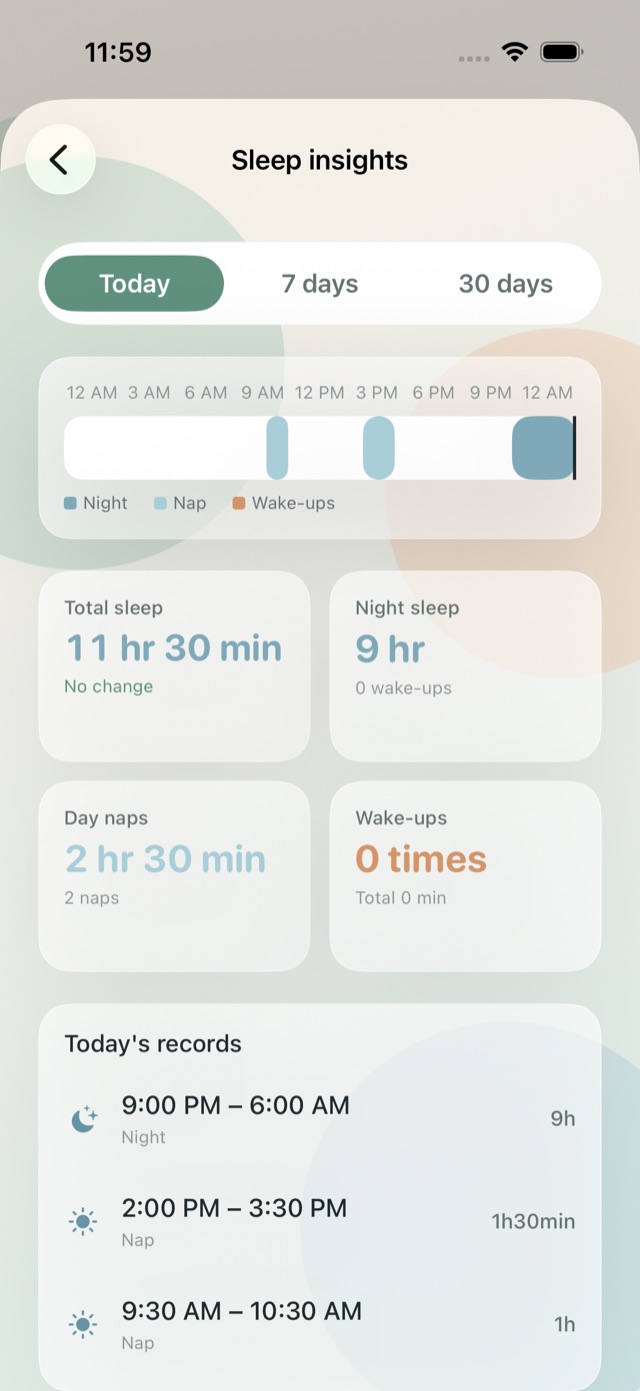 11:59
Sleep insights
Today 7 days 30 days
12 AM 3 AM 6 AM 9 AM 12 PM 3 PM 6 PM 9 PM 12 AM
Night Nap Wake-ups
Total sleep
11 hr 30 min
No change
Night sleep
9 hr
0 wake-ups
Day naps
2 hr 30 min
2 naps
Wake-ups
0 times
Total 0 min
Today's records
9:00 PM – 6:00 AM
Night
9h
2:00 PM – 3:30 PM
Nap
1h30min
9:30 AM – 10:30 AM
Nap
1h